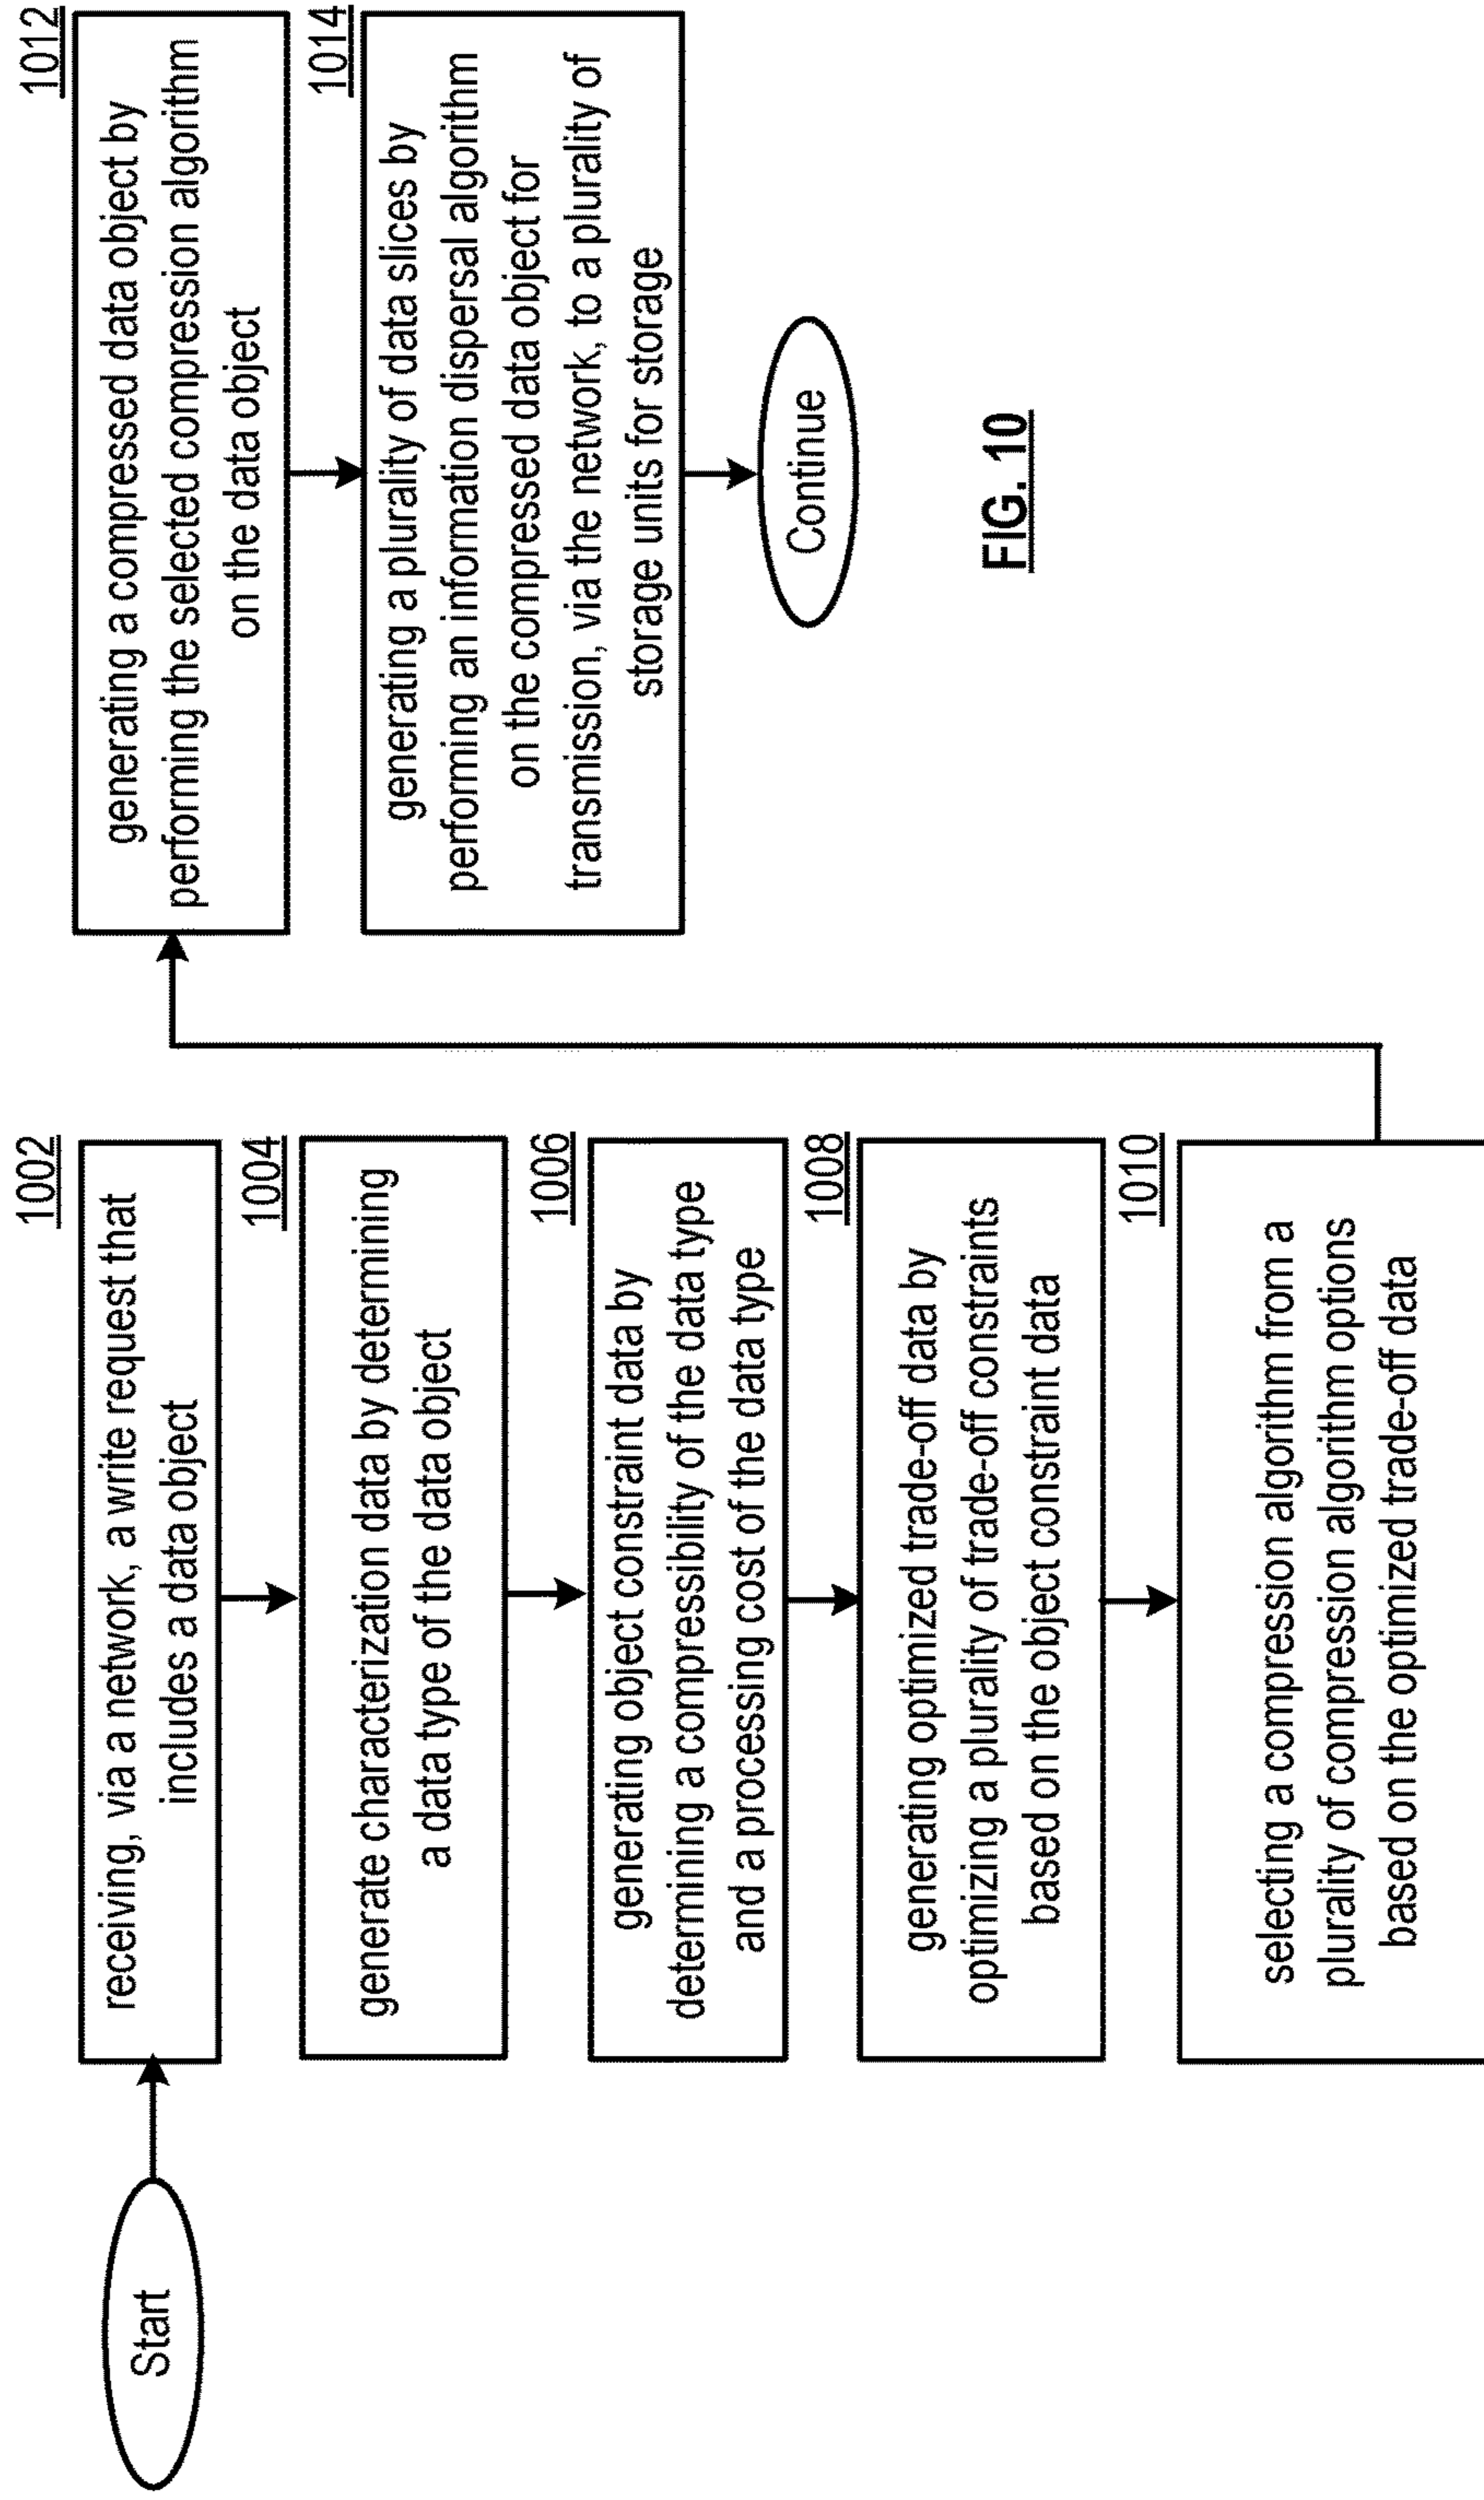 Start
1002
receiving, via a network, a write request that
includes a data object
1004
generate characterization data by determining
a data type of the data object
1006
generating object constraint data by
determining a compressibility of the data type
and a processing cost of the data type
1008
generating optimized trade-off data by
optimizing a plurality of trade-off constraints
based on the object constraint data
1010
selecting a compression algorithm from a
plurality of compression algorithm options
based on the optimized trade-off data
1012
generating a compressed data object by
performing the selected compression algorithm
on the data object
1014
generating a plurality of data slices by
performing an information dispersal algorithm
on the compressed data object for
transmission, via the network, to a plurality of
storage units for storage
Continue
FIG. 10